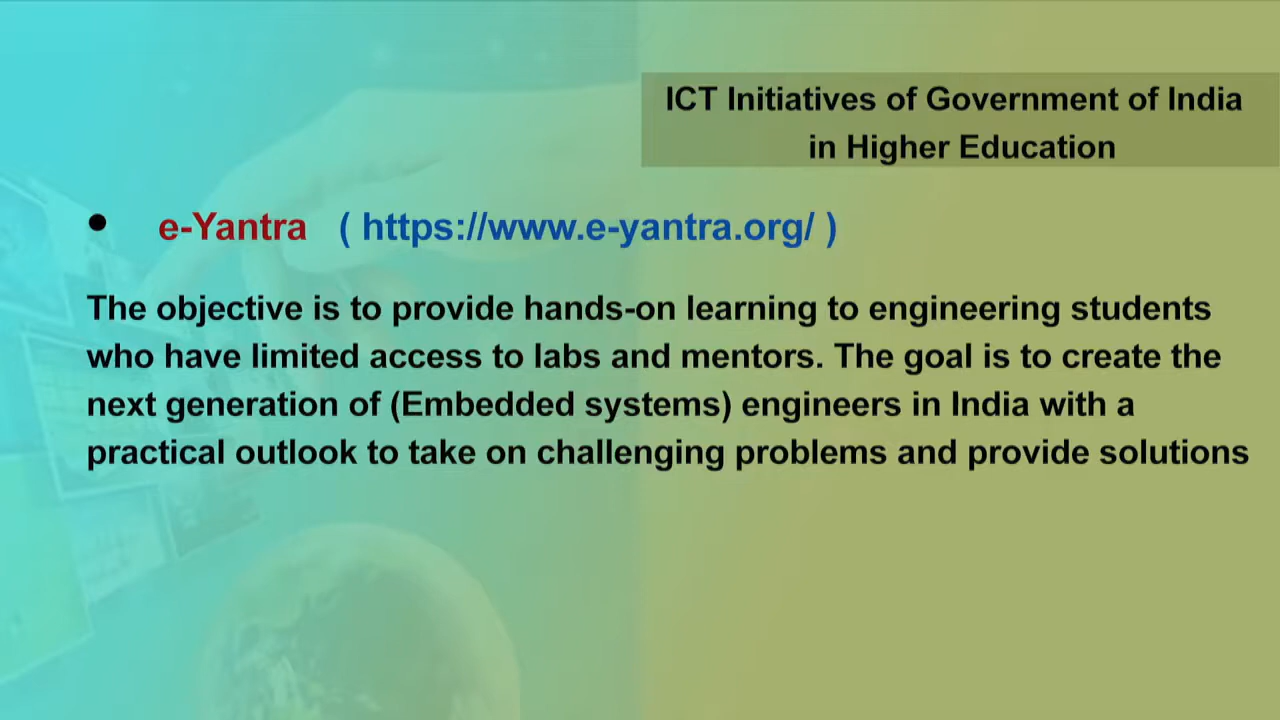 ICT Initiatives of Government of India
in Higher Education
• e-Yantra ( https://www.e-yantra.org/ )
The objective is to provide hands-on learning to engineering students
who have limited access to labs and mentors. The goal is to create the
next generation of (Embedded systems) engineers in India with a
practical outlook to take on challenging problems and provide solutions